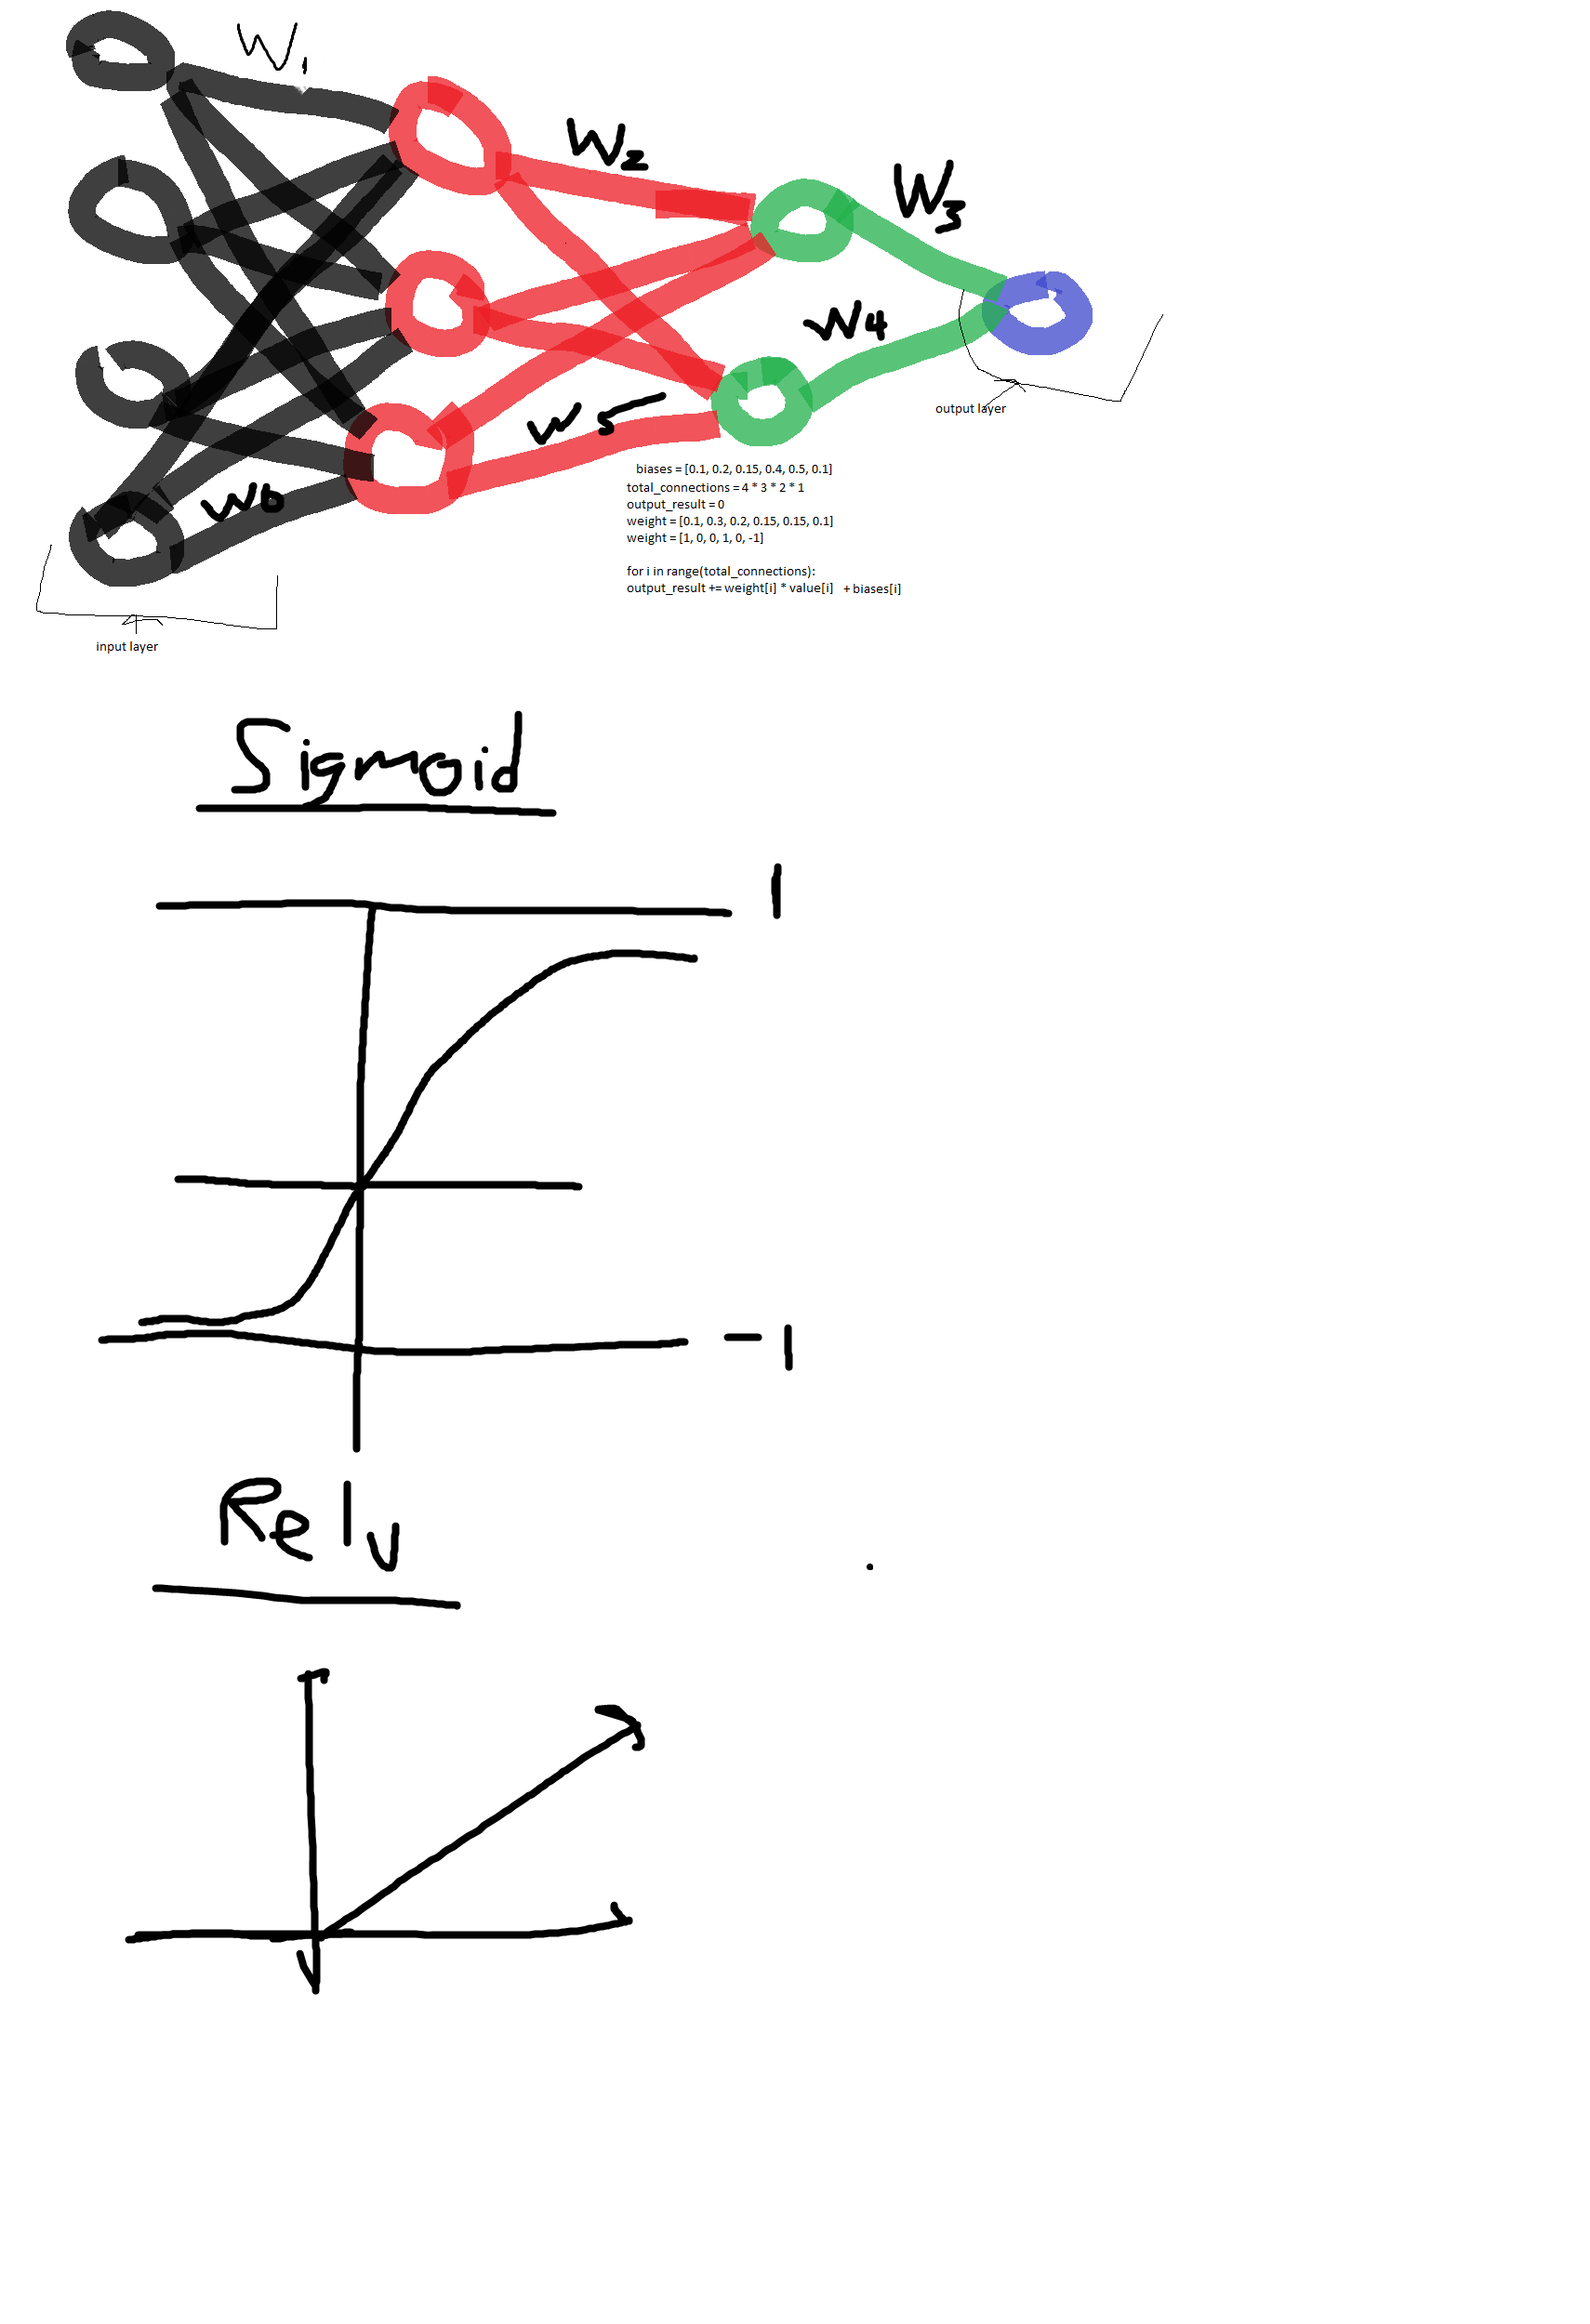 W1
W2
W3
W4
W5
W6
output layer
biases = [0.1, 0.2, 0.15, 0.4, 0.5, 0.1]
total_connections = 4 * 3 * 2 * 1
output_result = 0
weight = [0.1, 0.3, 0.2, 0.15, 0.15, 0.1]
weight = [1, 0, 0, 1, 0, -1]
for i in range(total_connections):
output_result += weight[i] * value[i] + biases[i]
input layer
Sigmoid
1
-1
Relu